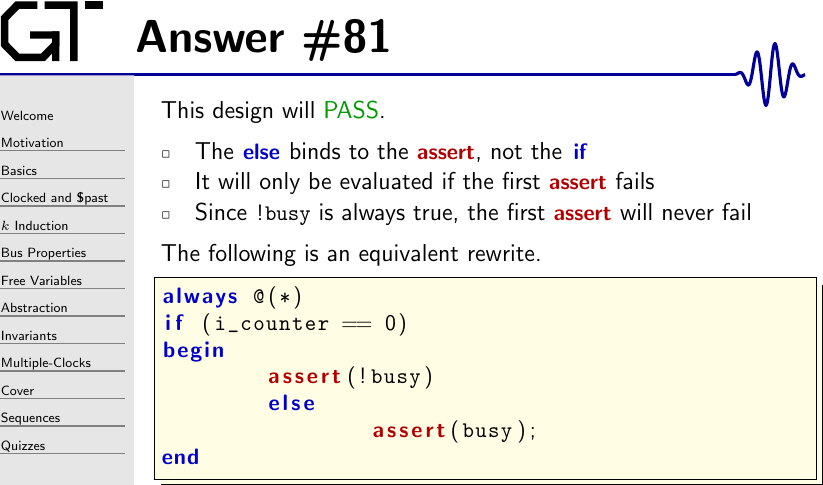 GT
Answer #81
Welcome
Motivation
Basics
Clocked and $past
k Induction
Bus Properties
Free Variables
Abstraction
Invariants
Multiple-Clocks
Cover
Sequences
Quizzes
This design will PASS.
The else binds to the assert, not the if
It will only be evaluated if the first assert fails
Since !busy is always true, the first assert will never fail
The following is an equivalent rewrite.
always @(*)
if (i_counter == 0)
begin
assert(!busy)
else
assert(busy);
end